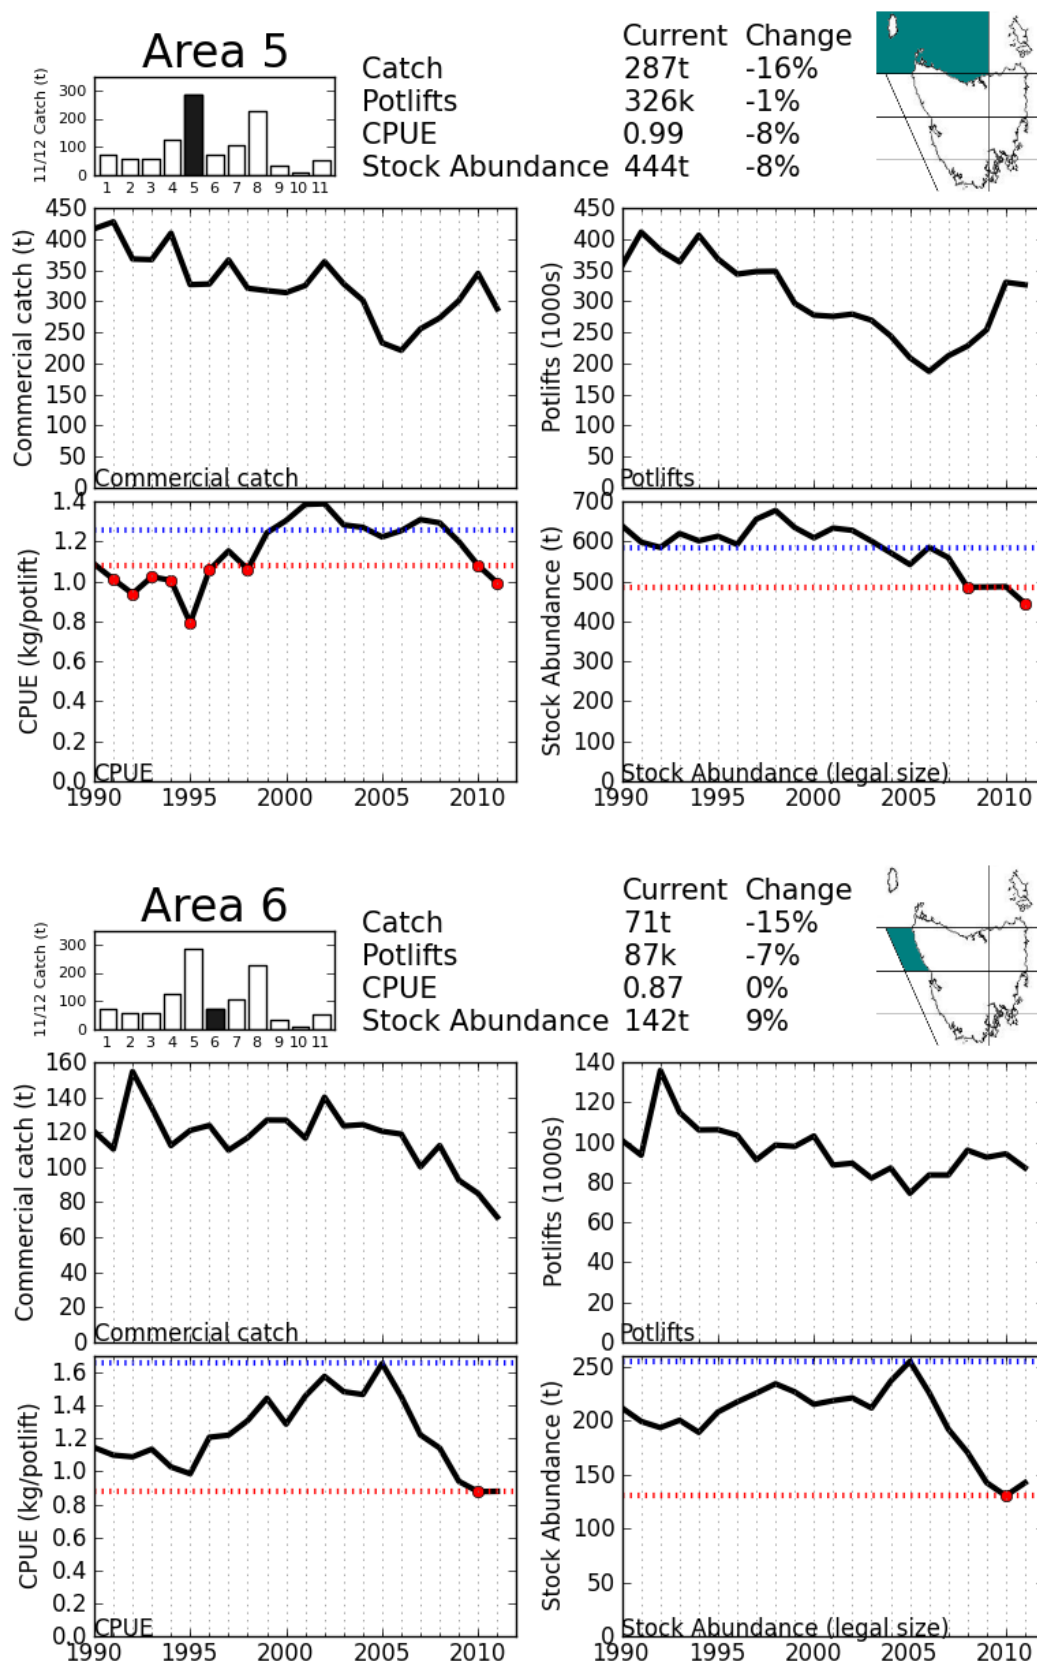 Area 5
Current Change
Catch 287t -16%
Potlifts 326k -1%
CPUE 0.99 -8%
Stock Abundance 444t -8%
11/12 Catch (t)
300
200
100
0
1 2 3 4 5 6 7 8 9 10 11
Commercial catch (t)
450
400
350
300
250
200
150
100
50
0
Commercial catch
Potlifts (1000s)
450
400
350
300
250
200
150
100
50
0
Potlifts
CPUE (kg/potlift)
1.4
1.2
1.0
0.8
0.6
0.4
0.2
0.0
CPUE
1990 1995 2000 2005 2010
Stock Abundance (t)
700
600
500
400
300
200
100
0
Stock Abundance (legal size)
1990 1995 2000 2005 2010
Area 6
Current Change
Catch 71t -15%
Potlifts 87k -7%
CPUE 0.87 0%
Stock Abundance 142t 9%
11/12 Catch (t)
300
200
100
0
1 2 3 4 5 6 7 8 9 10 11
Commercial catch (t)
160
140
120
100
80
60
40
20
0
Commercial catch
Potlifts (1000s)
140
120
100
80
60
40
20
0
Potlifts
CPUE (kg/potlift)
1.6
1.4
1.2
1.0
0.8
0.6
0.4
0.2
0.0
CPUE
1990 1995 2000 2005 2010
Stock Abundance (t)
250
200
150
100
50
0
Stock Abundance (legal size)
1990 1995 2000 2005 2010